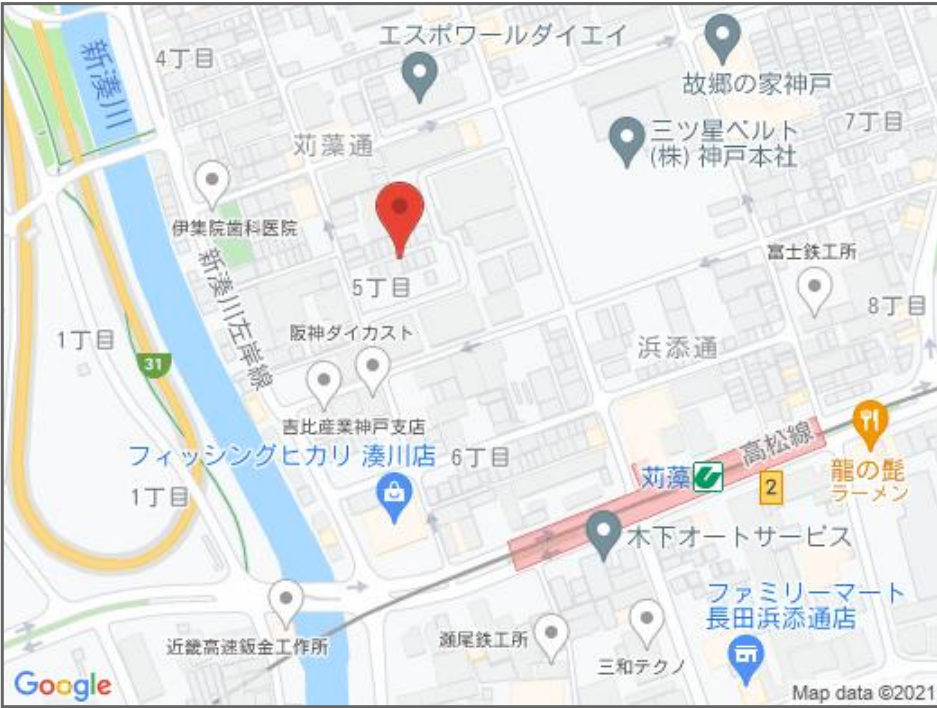 エスポワールダイエイ
新湊川
4丁目
故郷の家神戸
7丁目
三ツ星ベルト
(株) 神戸本社
苅藻通
伊集院歯科医院
富士鉄工所
新湊川左岸線
5丁目
8丁目
1丁目
阪神ダイカスト
浜添通
31
吉比産業神戸支店
フィッシングヒカリ 湊川店
6丁目
高松線
苅藻
2
龍の髭
ラーメン
1丁目
木下オートサービス
ファミリーマート
長田浜添通店
近畿高速鈑金工作所
瀬尾鉄工所
三和テクノ
Google
Map data ©2021